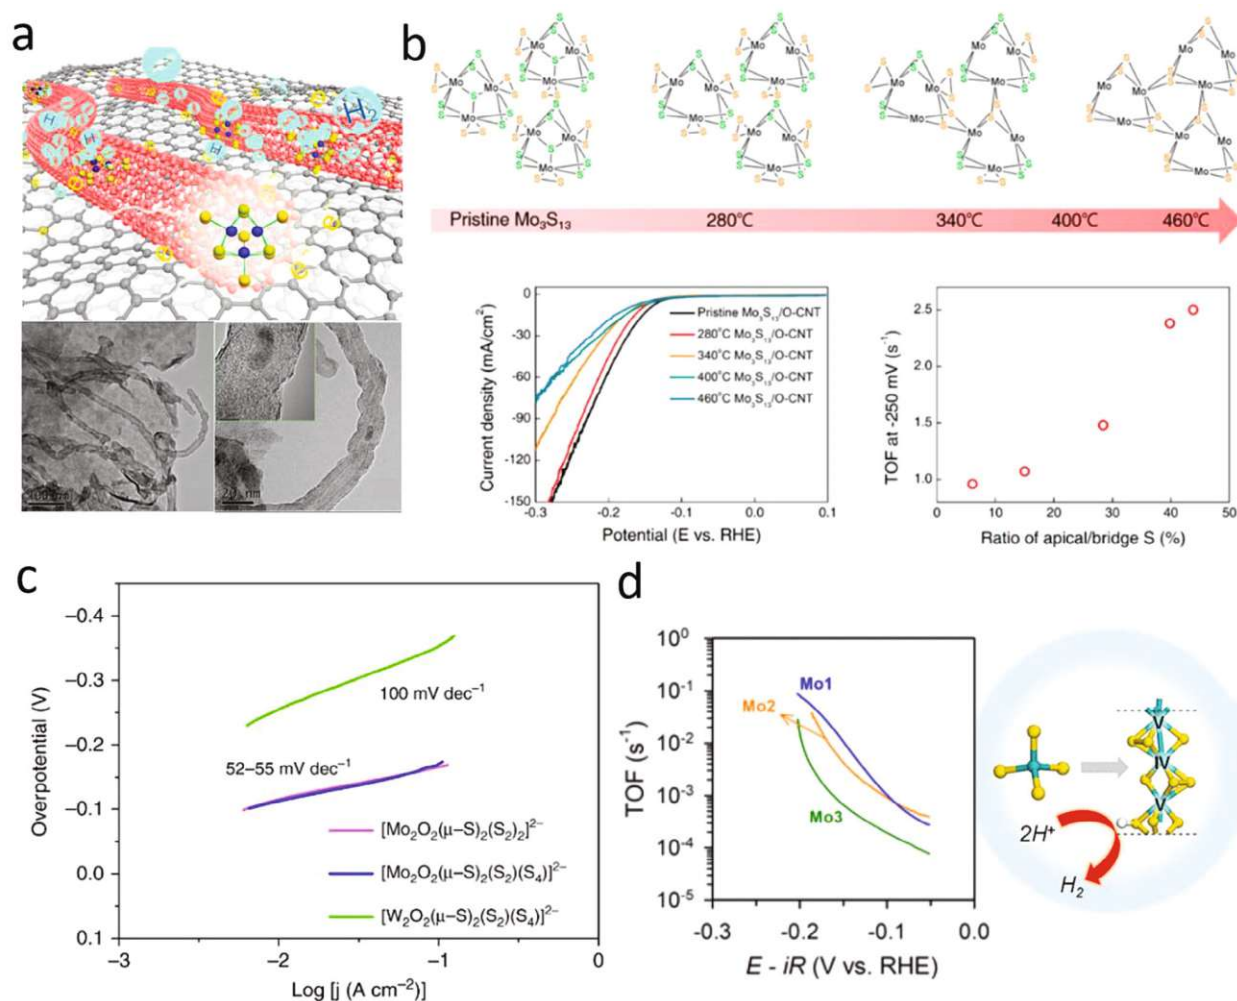 a
H₂
H
H
H
100 nm
20 nm
b
Pristine Mo₃S₁₃ 280℃ 340℃ 400℃ 460℃
Current density (mA/cm²)
0
-30
-60
-90
-120
-150
-0.3 -0.2 -0.1 0.0 0.1
Potential (E vs. RHE)
Pristine Mo₃S₁₃/O-CNT
280°C Mo₃S₁₃/O-CNT
340°C Mo₃S₁₃/O-CNT
400°C Mo₃S₁₃/O-CNT
460°C Mo₃S₁₃/O-CNT
TOF at -250 mV (s⁻¹)
2.5
2.0
1.5
1.0
0 10 20 30 40 50
Ratio of apical/bridge S (%)
c
Overpotential (V)
−0.4
−0.3
−0.2
−0.1
0.0
0.1
100 mV dec⁻¹
52–55 mV dec⁻¹
[Mo₂O₂(μ−S)₂(S₂)₂]²⁻
[Mo₂O₂(μ−S)₂(S₂)(S₄)]²⁻
[W₂O₂(μ−S)₂(S₂)(S₄)]²⁻
−3 −2 −1 0
Log [j (A cm⁻²)]
d
TOF (s⁻¹)
10⁰
10⁻¹
10⁻²
10⁻³
10⁻⁴
10⁻⁵
Mo1
Mo2
Mo3
-0.3 -0.2 -0.1 0.0
E - iR (V vs. RHE)
V
IV
V
2H⁺
H₂